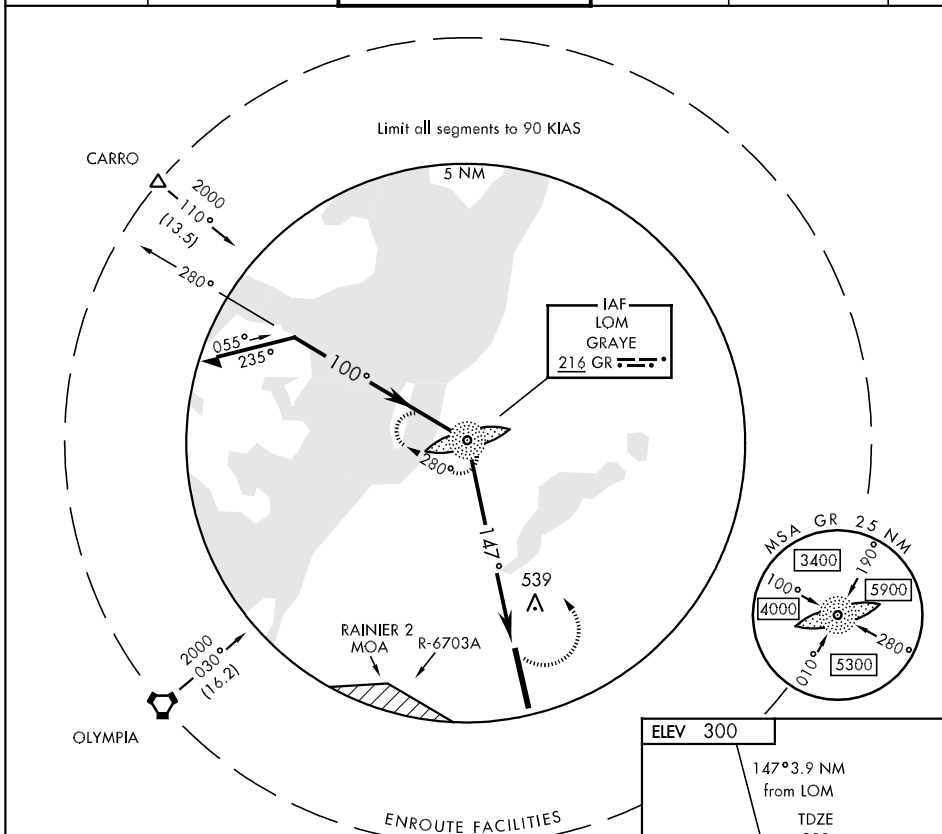 Limit all segments to 90 KIAS
CARRO
5 NM
2000
110°
(13.5)
280°
IAF
LOM
GRAYE
216 GR
055°
235°
100°
280°
147°
539
MSA GR 25 NM
3400
190°
100°
5900
4000
280°
010°
5300
RAINIER 2
MOA
R-6703A
2000
030°
(16.2)
OLYMPIA
ELEV 300
147° 3.9 NM
from LOM
TDZE
ENROUTE FACILITIES